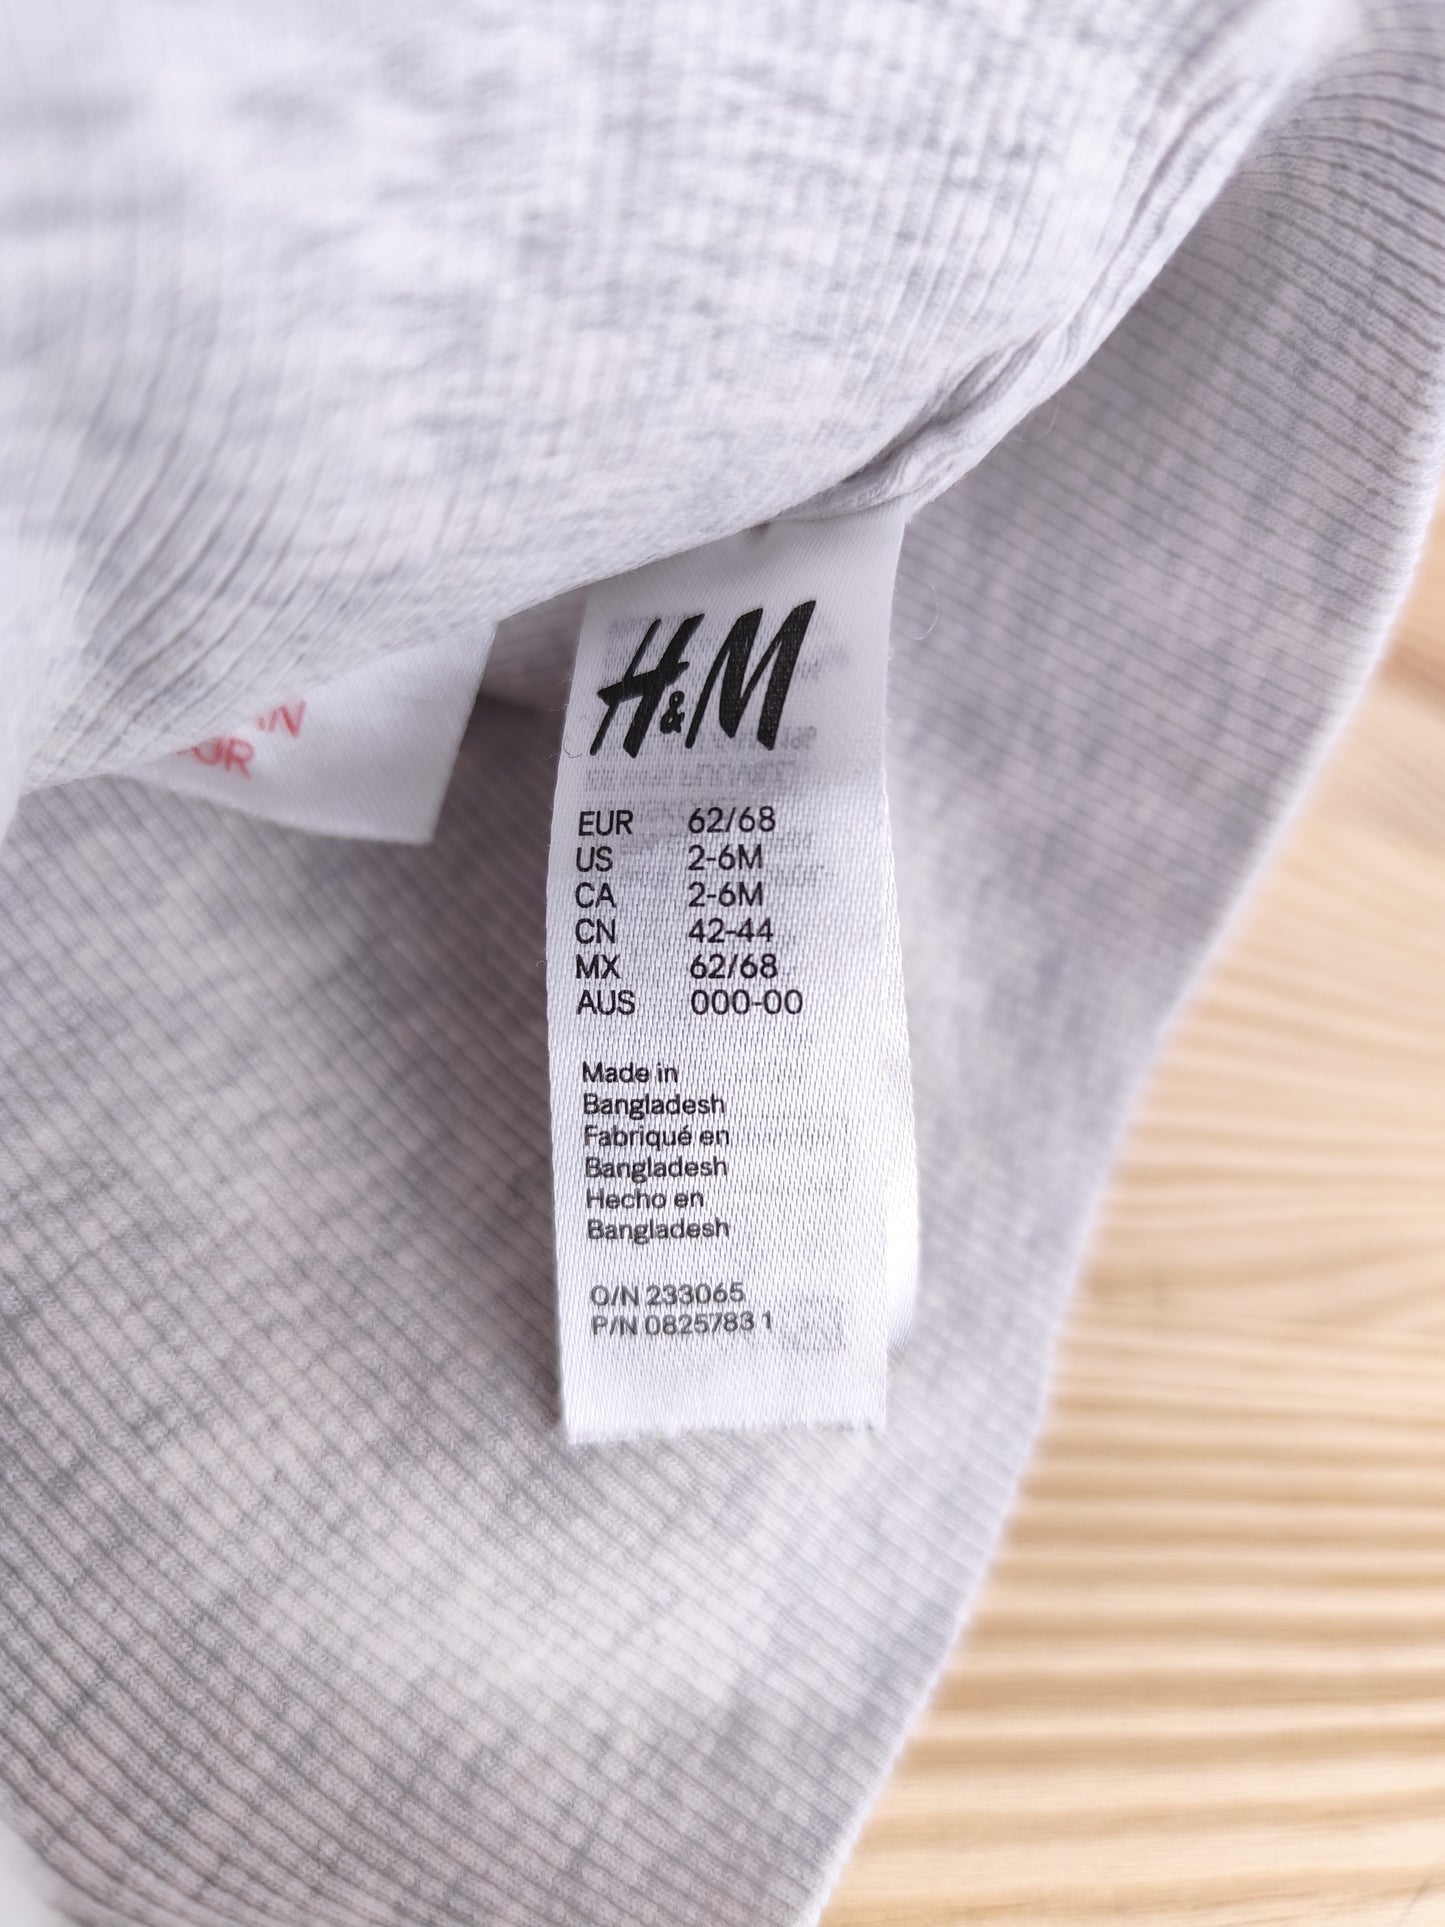 H&M
EUR 62/68
US 2-6M
CA 2-6M
CN 42-44
MX 62/68
AUS 000-00
Made in
Bangladesh
Fabriqué en
Bangladesh
Hecho en
Bangladesh
O/N 233065
P/N 0825783 1